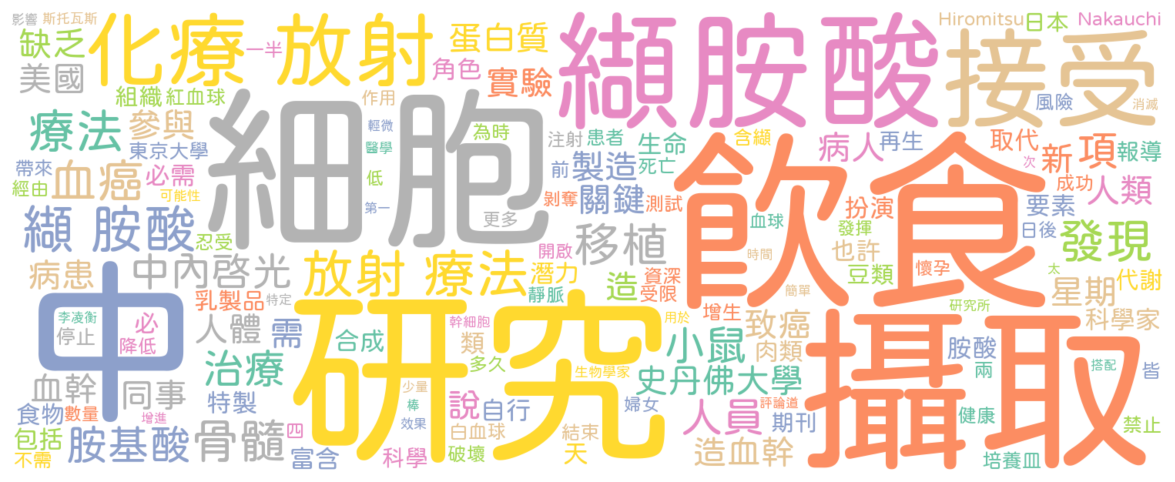 影響 斯托瓦斯
缺乏
化療
放射
一半
蛋白質
角色
實驗
纈胺酸
Hiromitsu
日本
Nakauchi
接受
美國
組織
紅血球
作用
風險
消滅
療法
參與
東京大學
細胞
輕微
醫學
為時
注射
患者
生命
含纈
病人
再生
取代
新
項
報導
帶來
經由
血癌
必需
可能性
低
第一
更多
前
製造
死亡
剝奪
關鍵
測試
飲食
扮演
發揮
次
成功
人類
要素
纈 胺酸
忍受
開啟
移植
血球
也許
日後
發現
病患
中內啓光
放射 療法
潛力
靜脈
造
資深
受限
時間
簡單
豆類
懷孕
太
星期
代謝
中
乳製品
特定
研究
幹細胞
增生
用於
致癌
研究所
科學家
李凌衡
停止
必
降低
人體
需
合成
類
多久
小鼠
肉類
攝取
胺酸
兩
皆
血幹
同事
治療
生物學家
史丹佛大學
食物
數量
增進
特製
少量
棒
效果
說
自行
婦女
人員
評論道
期刊
搭配
健康
禁止
包括
不需
胺基酸
骨髓
四
富含
科學
白血球
破壞
結束
天
造血幹
培養皿